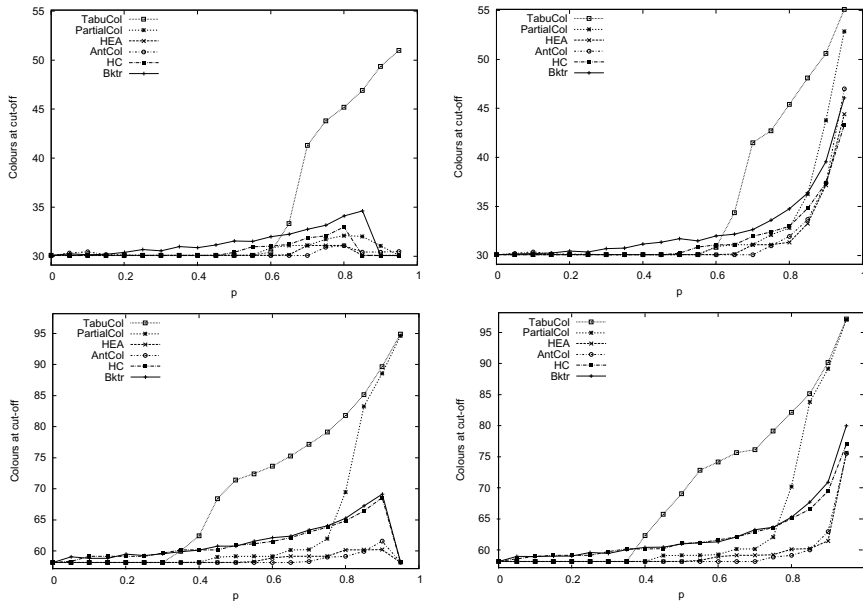 55
50
45
40
35
30
Colours at cut-off
TabuCol
PartialCol
HEA
AntCol
HC
Bktr
0 0.2 0.4 0.6 0.8 1
p
55
50
45
40
35
30
Colours at cut-off
TabuCol
PartialCol
HEA
AntCol
HC
Bktr
0 0.2 0.4 0.6 0.8 1
p
95
90
85
80
75
70
65
60
Colours at cut-off
TabuCol
PartialCol
HEA
AntCol
HC
Bktr
0 0.2 0.4 0.6 0.8 1
p
95
90
85
80
75
70
65
60
Colours at cut-off
TabuCol
PartialCol
HEA
AntCol
HC
Bktr
0 0.2 0.4 0.6 0.8 1
p